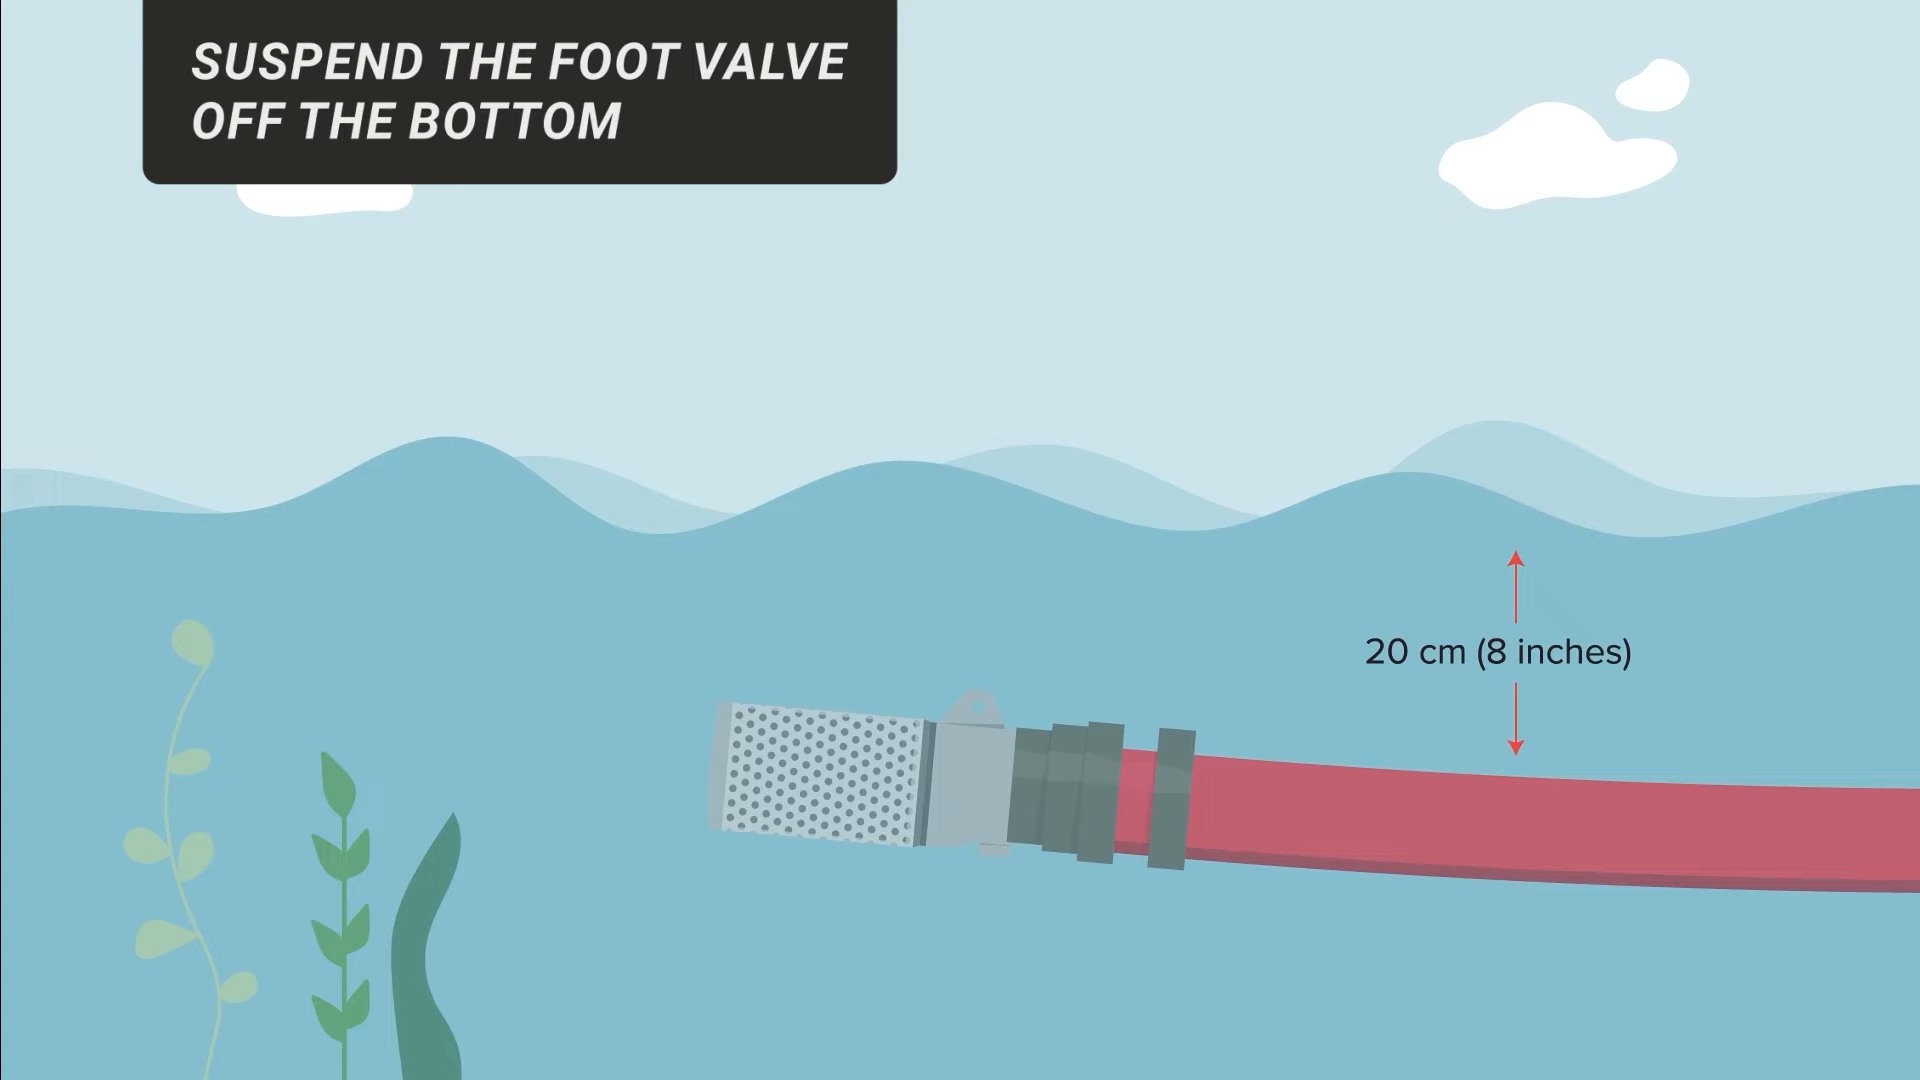 SUSPEND THE FOOT VALVE
OFF THE BOTTOM
20 cm (8 inches)